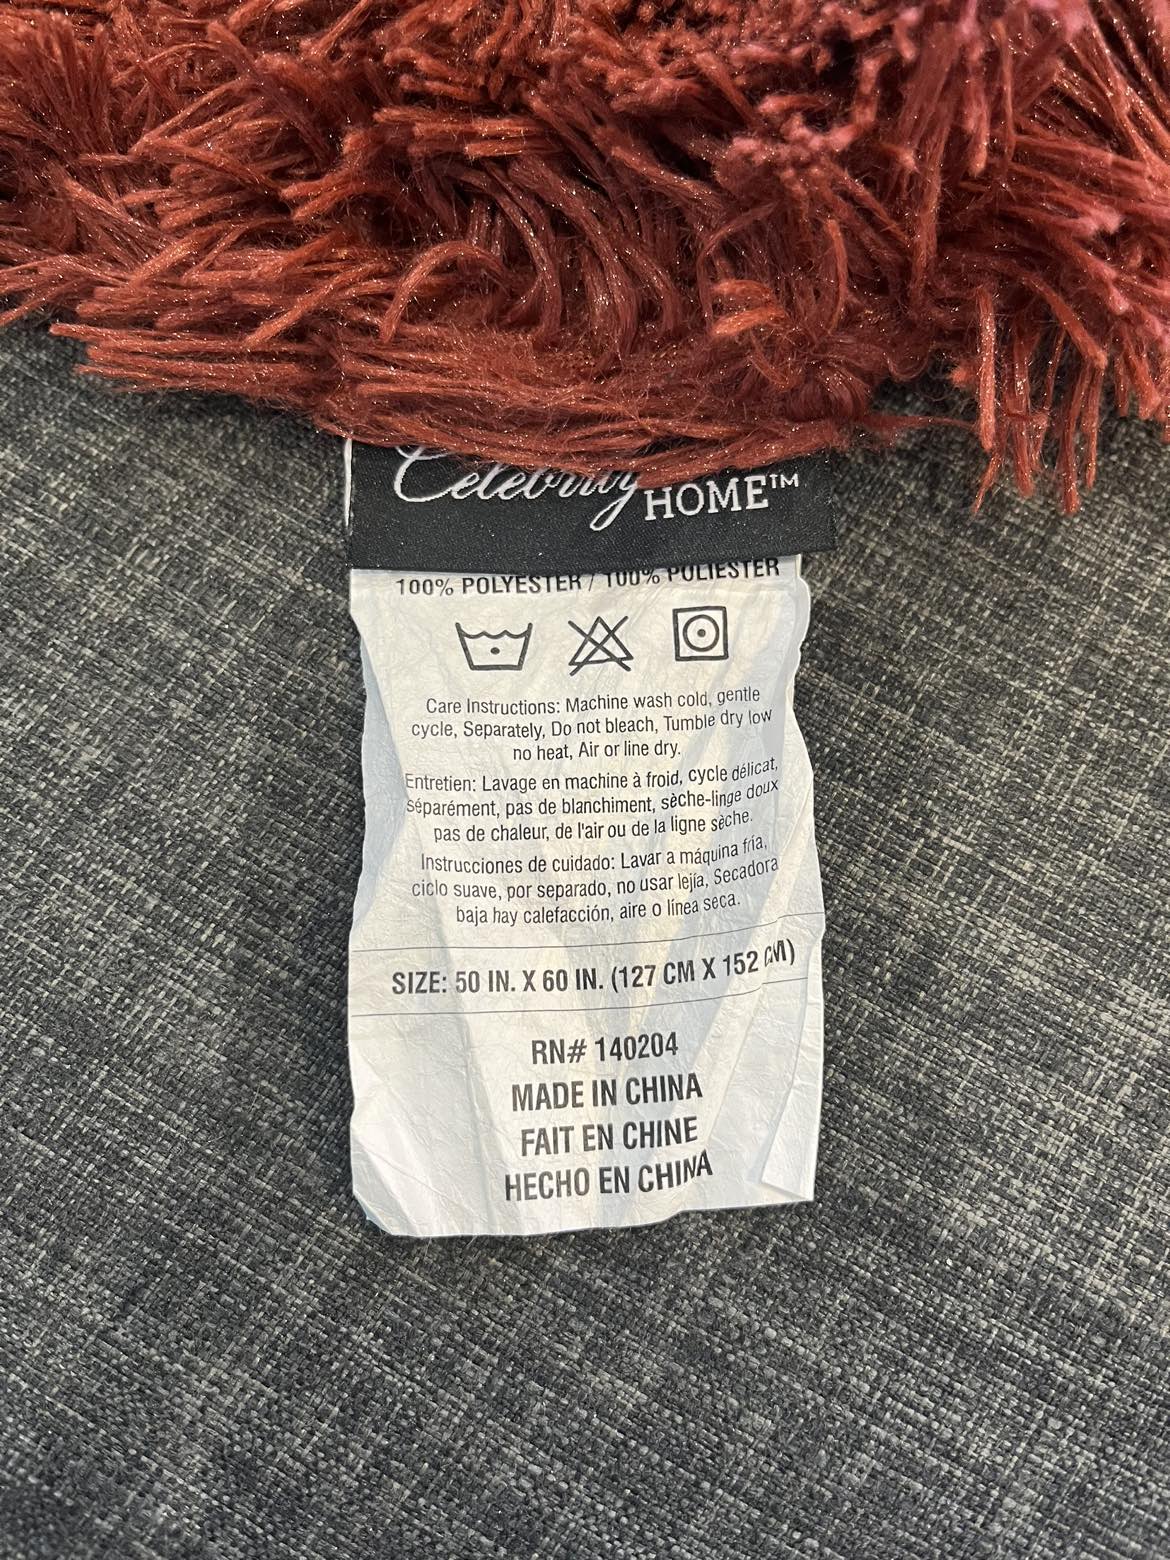 Celebrity
HOME™
100% POLYESTER / 100% POLIESTER
Care Instructions: Machine wash cold, gentle
cycle, Separately, Do not bleach, Tumble dry low
no heat, Air or line dry.
Entretien: Lavage en machine à froid, cycle délicat,
séparément, pas de blanchiment, sèche-linge doux
pas de chaleur, de l'air ou de la ligne sèche.
Instrucciones de cuidado: Lavar a máquina fría,
ciclo suave, por separado, no usar lejía, Secadora
baja hay calefacción, aire o línea seca.
SIZE: 50 IN. X 60 IN. (127 CM X 152 CM)
RN# 140204
MADE IN CHINA
FAIT EN CHINE
HECHO EN CHINA